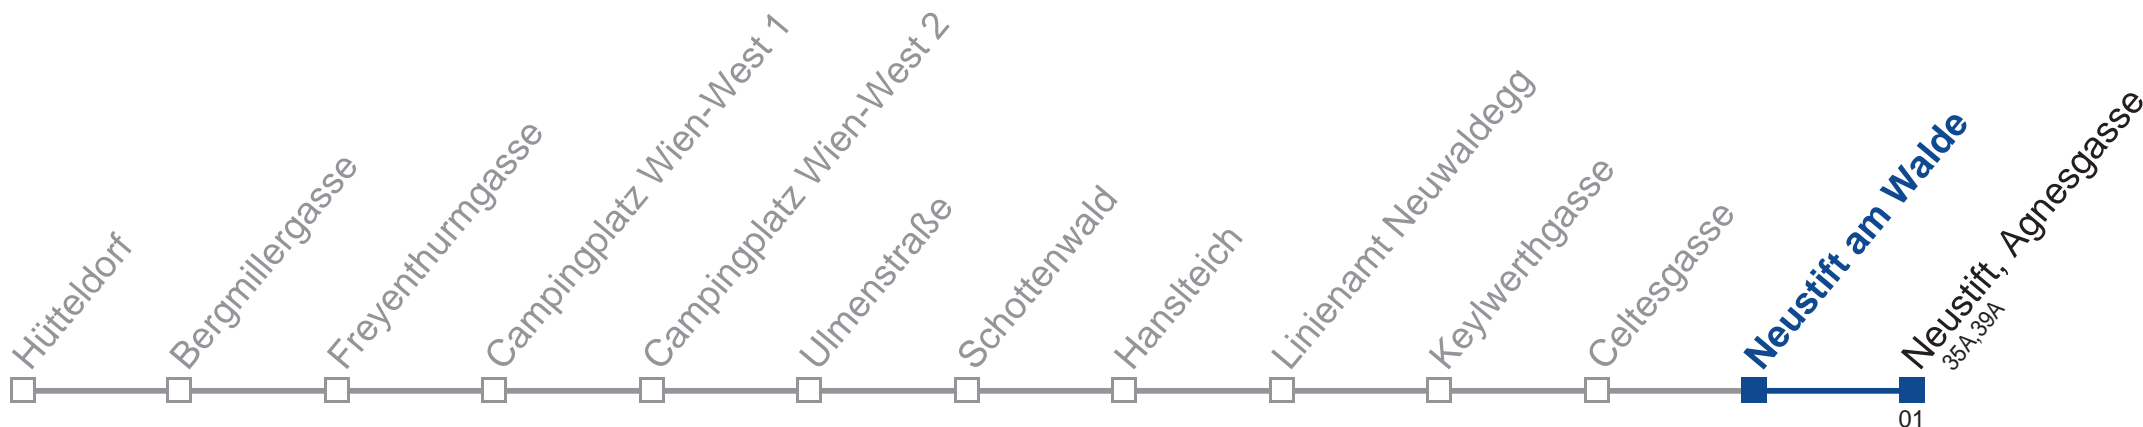 Hütteldorf
Bergmillergasse
Freyenthurmgasse
Campingplatz Wien-West 1
Campingplatz Wien-West 2
Ulmenstraße
Schottenwald
Hanslteich
Linienamt Neuwaldegg
Keylwerthgasse
Celtesgasse
Neustift am Walde
Neustift, Agnesgasse
35A,39A
01